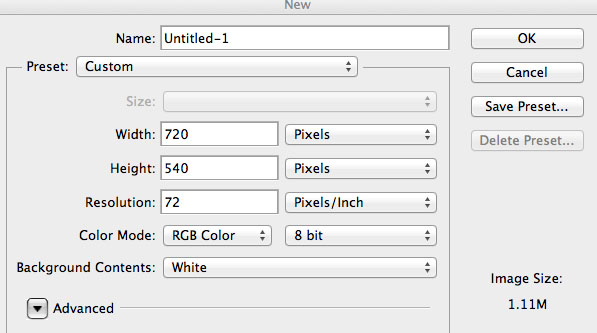 New
Name: Untitled-1
OK
Preset: Custom
Cancel
Size:
Save Preset...
Width: 720 Pixels
Delete Preset...
Height: 540 Pixels
Resolution: 72 Pixels/Inch
Color Mode: RGB Color 8 bit
Background Contents: White
Image Size:
Advanced
1.11M